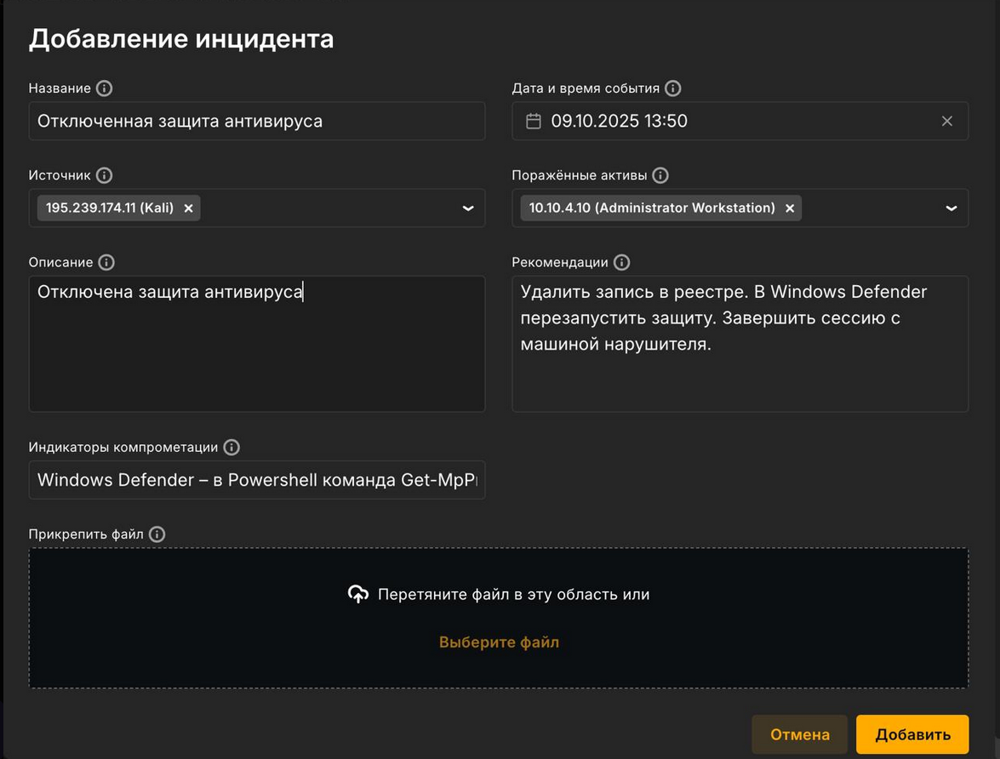 Добавление инцидента
Название
Дата и время события
Отключенная защита антивируса
09.10.2025 13:50
Источник
Поражённые активы
195.239.174.11 (Kali)
10.10.4.10 (Administrator Workstation)
Описание
Рекомендации
Отключена защита антивируса
Удалить запись в реестре. В Windows Defender
перезапустить защиту. Завершить сессию с
машиной нарушителя.
Индикаторы компрометации
Windows Defender – в Powershell команда Get-MpP
Прикрепить файл
Перетяните файл в эту область или
Выберите файл
Отмена
Добавить